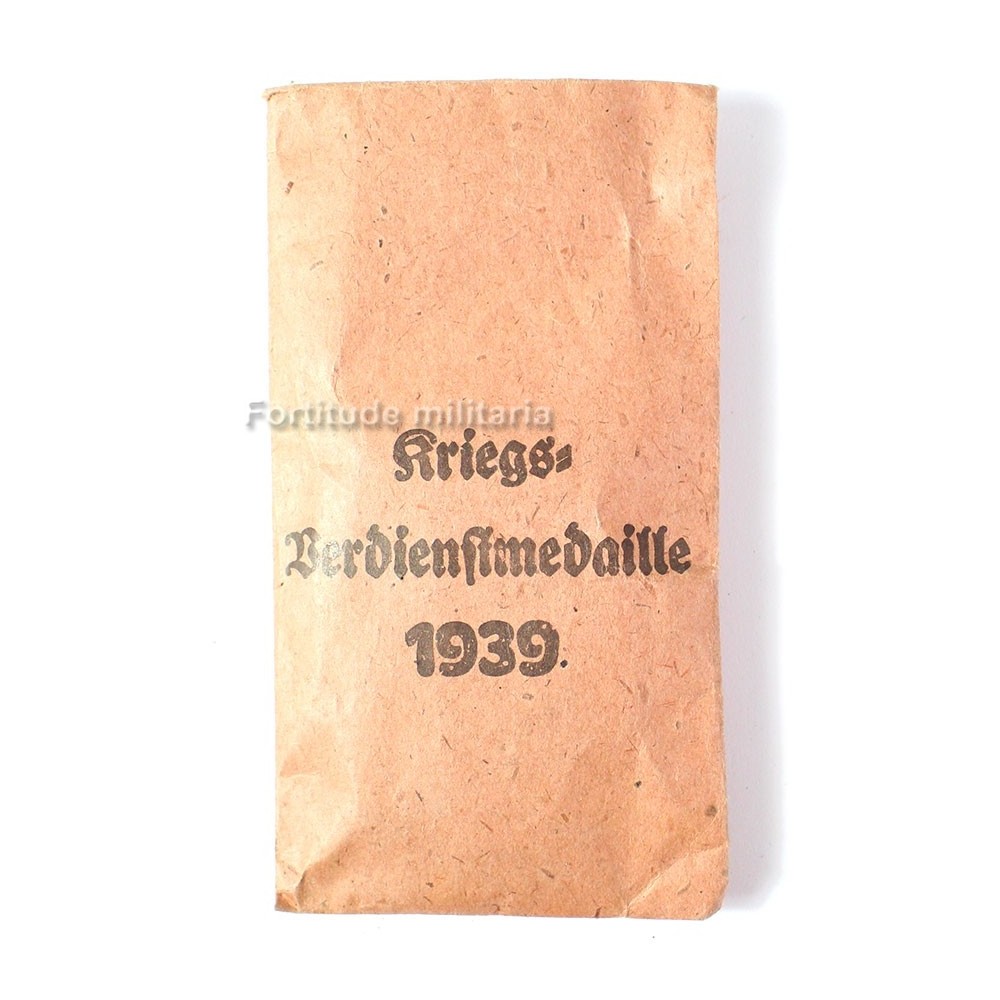 Fortitude militaria
Kriegs-
Verdienstmedaille
1939.